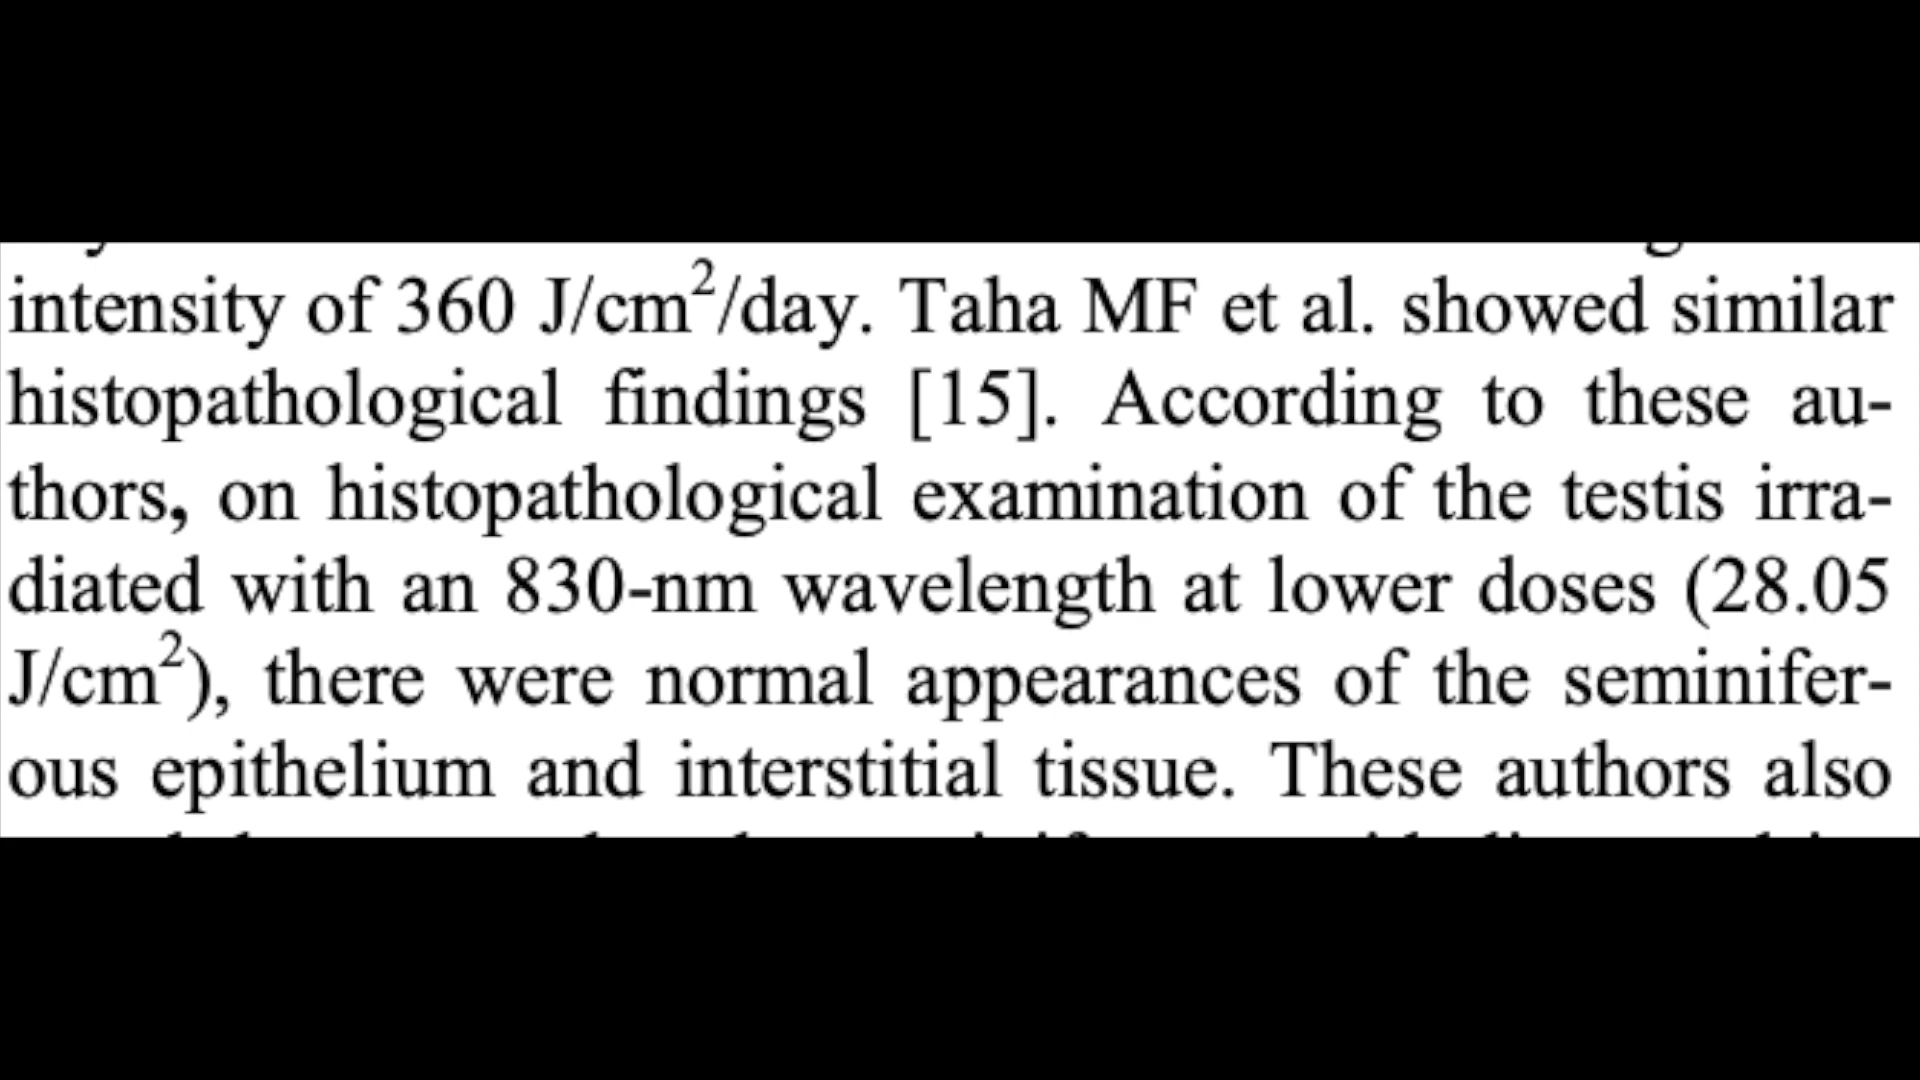 intensity of 360 J/cm²/day. Taha MF et al. showed similar
histopathological findings [15]. According to these au-
thors, on histopathological examination of the testis irra-
diated with an 830-nm wavelength at lower doses (28.05
J/cm²), there were normal appearances of the seminifer-
ous epithelium and interstitial tissue. These authors also